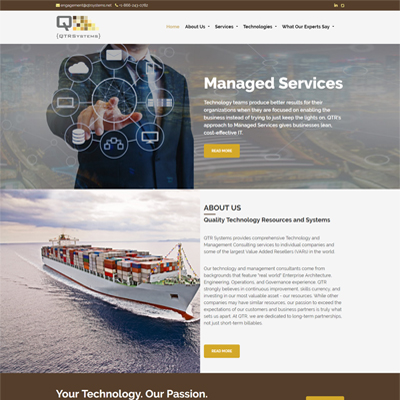 engagement@qtrsystems.net +1-866-243-2782
QTR
{QTRSYSTEMS}
Home About Us Services Technologies What Our Experts Say
Managed Services
Technology teams produce better results for their
organizations when they are focused on enabling the
business instead of trying to just keep the lights on. QTR's
approach to Managed Services gives businesses lean,
cost-effective IT.
READ MORE
ABOUT US
Quality Technology Resources and Systems
QTR Systems provides comprehensive Technology and
Management Consulting services to individual companies and
some of the largest Value Added Resellers (VARs) in the world.
Our technology and management consultants come from
backgrounds that feature "real world" Enterprise Architecture,
Engineering, Operations, and Governance experience. QTR
strongly believes in continuous improvement, skills currency, and
investing in our most valuable asset - our resources. While other
companies may have similar resources, our passion to exceed the
expectations of our customers and business partners is truly what
sets us apart. At QTR, we are dedicated to long-term partnerships,
not just short-term billables.
READ MORE
Your Technology. Our Passion.